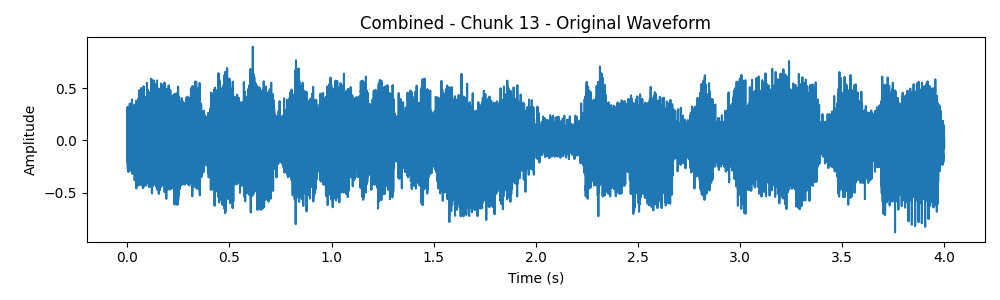 Combined - Chunk 13 - Original Waveform
Amplitude
0.5
0.0
−0.5
0.0 0.5 1.0 1.5 2.0 2.5 3.0 3.5 4.0
Time (s)